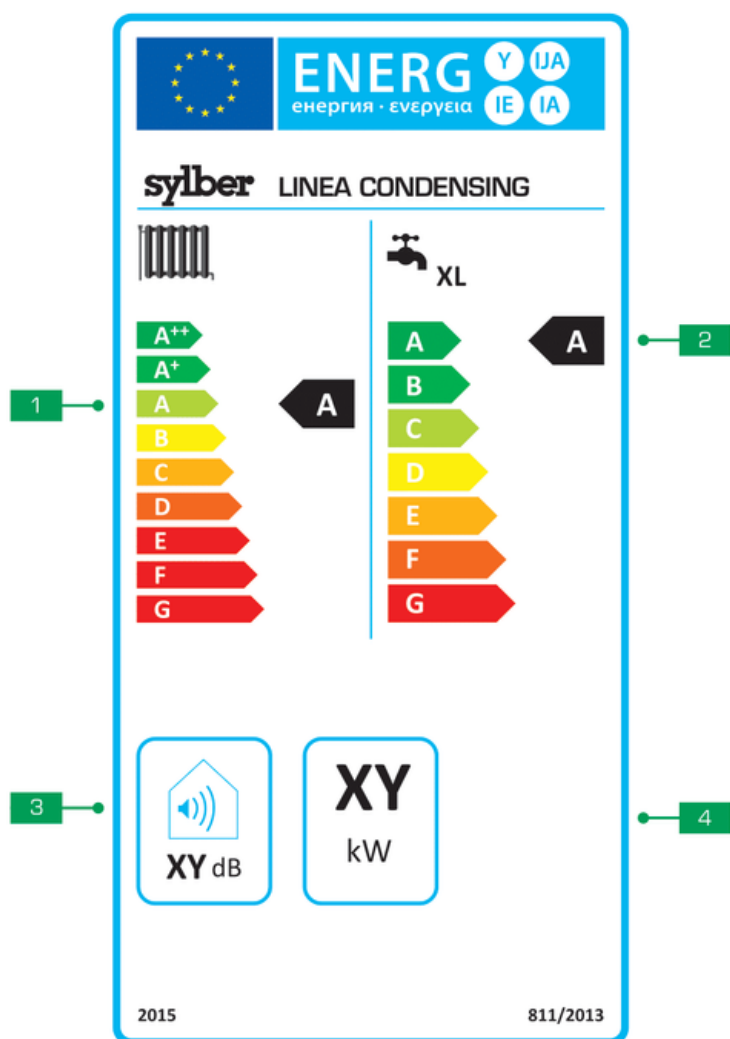 ENERG Y IJA
енергия · ενεργεια IE IA
sylber LINEA CONDENSING
XL
A++
A+
A
B
C
D
E
F
G
A
A
B
C
D
E
F
G
A
1
2
XY dB
XY
kW
3
4
2015 811/2013